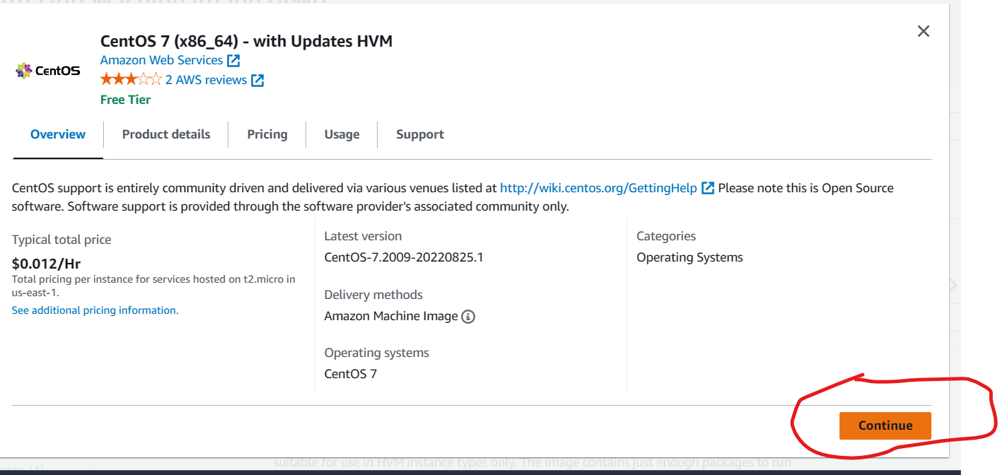 CentOS 7 (x86_64) - with Updates HVM
Amazon Web Services
CentOS
2 AWS reviews
Free Tier
Overview Product details Pricing Usage Support
CentOS support is entirely community driven and delivered via various venues listed at http://wiki.centos.org/GettingHelp Please note this is Open Source
software. Software support is provided through the software provider's associated community only.
Typical total price
$0.012/Hr
Total pricing per instance for services hosted on t2.micro in
us-east-1.
See additional pricing information.
Latest version
CentOS-7.2009-20220825.1
Delivery methods
Amazon Machine Image
Operating systems
CentOS 7
Categories
Operating Systems
Continue
suitable for use in HVM instance types only. The image contains just enough packages to run